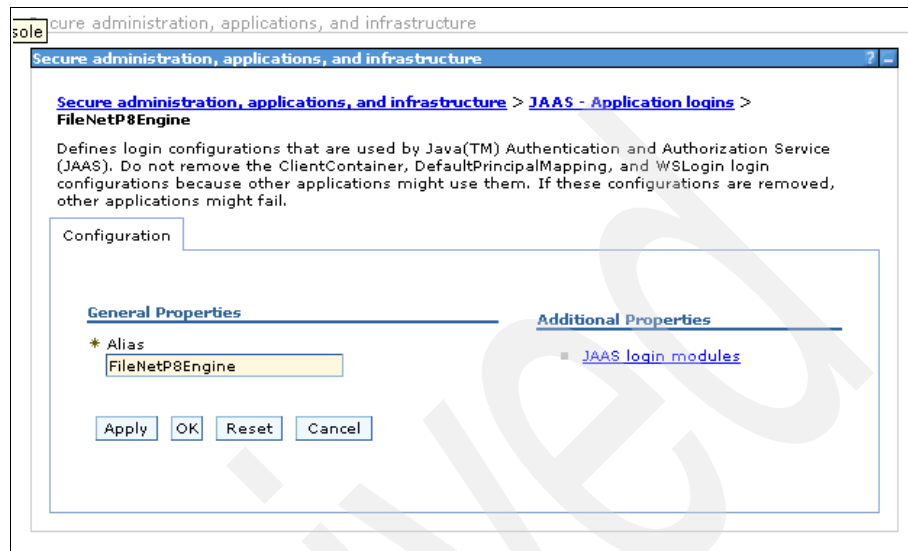 cure administration, applications, and infrastructure
sole
Secure administration, applications, and infrastructure ? –
Secure administration, applications, and infrastructure > JAAS - Application logins >
FileNetP8Engine
Defines login configurations that are used by Java(TM) Authentication and Authorization Service
(JAAS). Do not remove the ClientContainer, DefaultPrincipalMapping, and WSLogin login
configurations because other applications might use them. If these configurations are removed,
other applications might fail.
Configuration
General Properties
Additional Properties
* Alias
JAAS login modules
FileNetP8Engine
Apply OK Reset Cancel